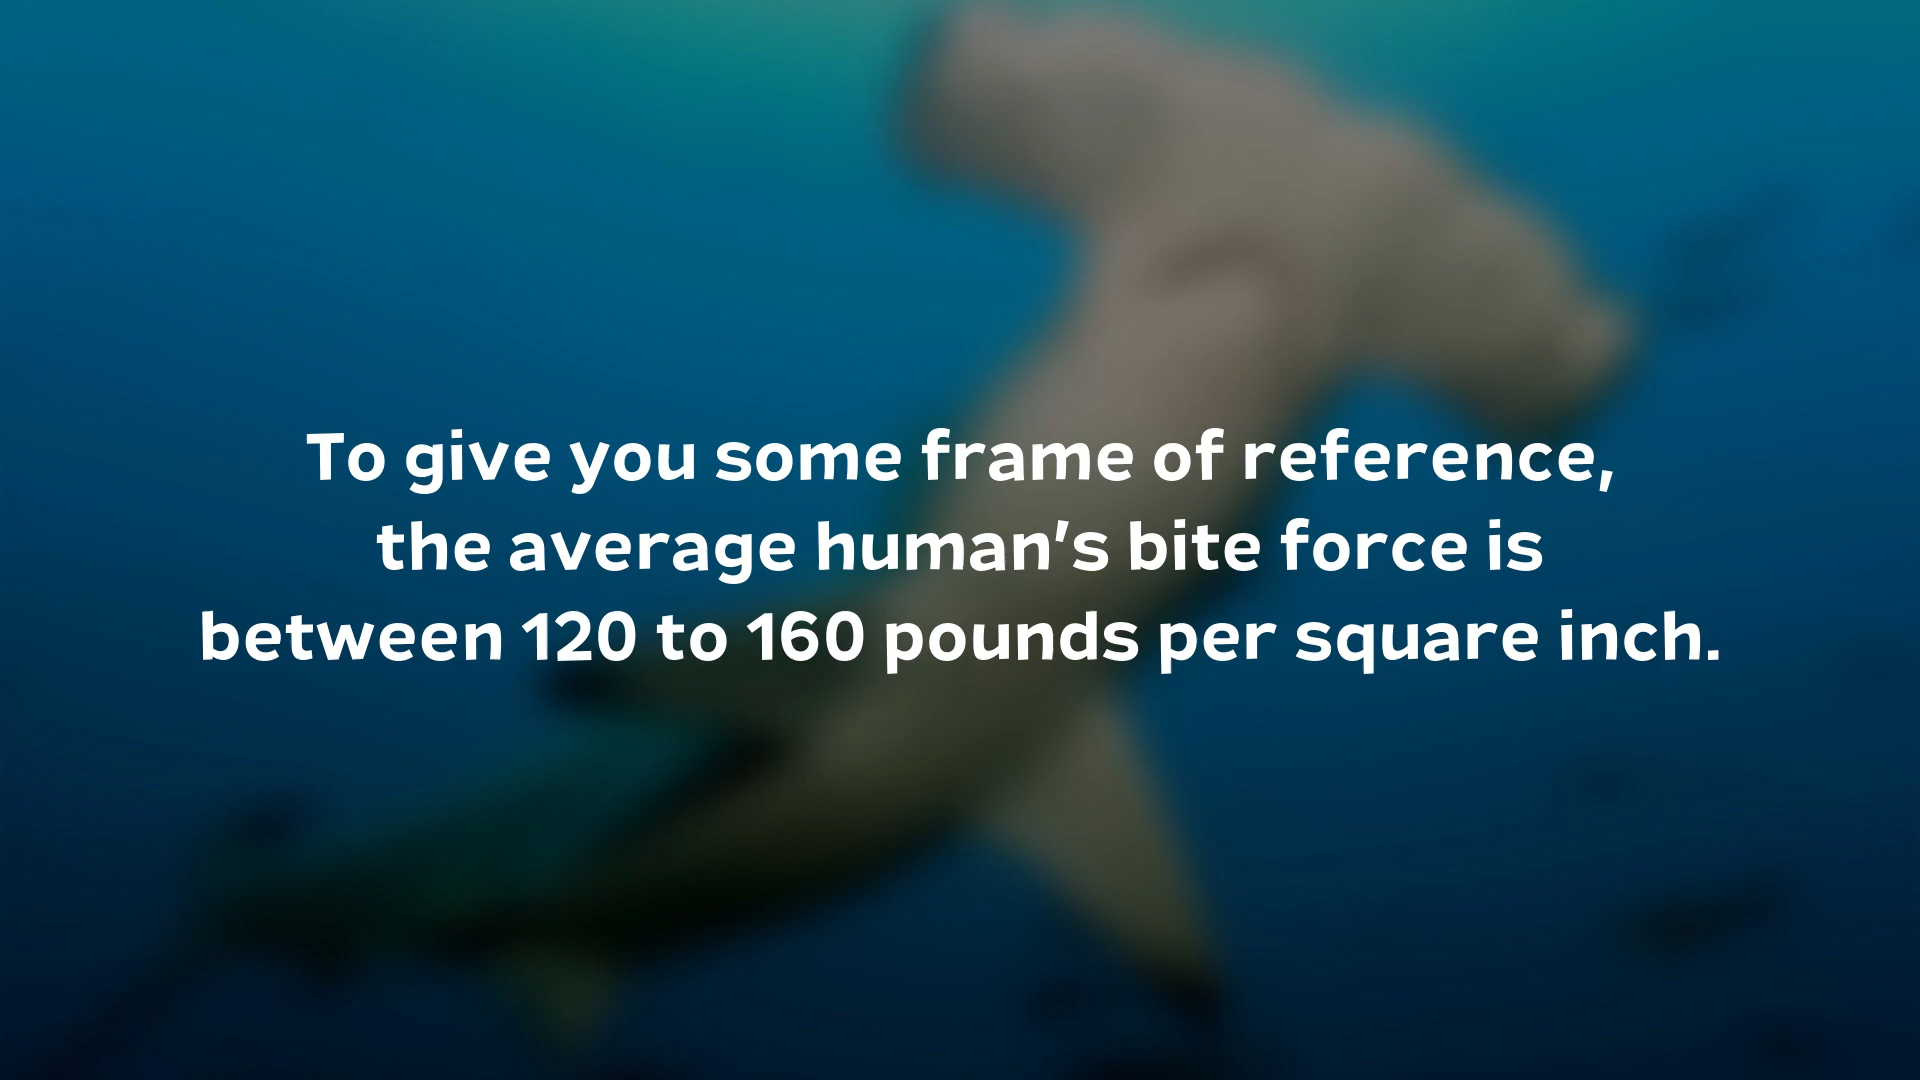 To give you some frame of reference,
the average human's bite force is
between 120 to 160 pounds per square inch.